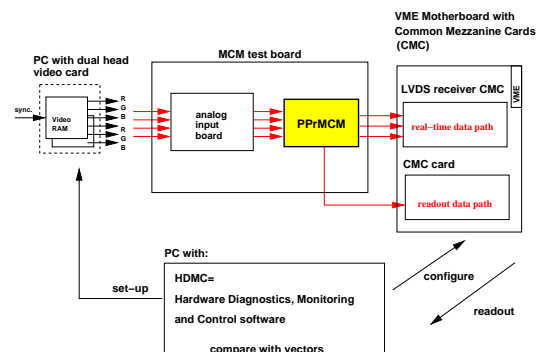 VME Motherboard with
Common Mezzanine Cards
(CMC)
PC with dual head
video card
MCM test board
LVDS receiver CMC
VME
sync.
Video
RAM
R
G
B
R
G
B
analog
input
board
PPrMCM
real-time data path
CMC card
readout data path
PC with:
HDMC=
Hardware Diagnostics, Monitoring
and Control software
compare with vectors
set-up
configure
readout